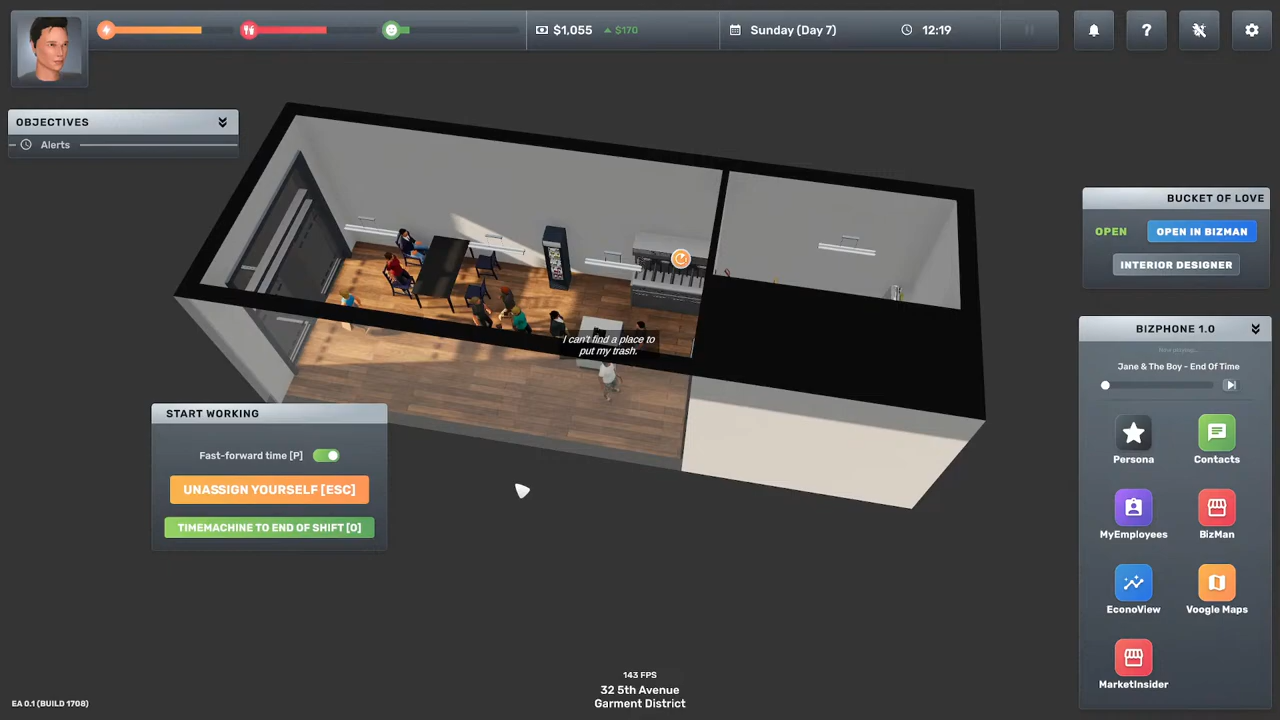 $1,055
$170
Sunday (Day 7)
12:19
?
OBJECTIVES
Alerts
BUCKET OF LOVE
OPEN
OPEN IN BIZMAN
INTERIOR DESIGNER
BIZPHONE 1.0
Jane & The Boy - End Of Time
Persona
Contacts
MyEmployees
BizMan
EconoView
Voogle Maps
MarketInsider
I can't find a place to
put my trash.
START WORKING
Fast-forward time [P]
UNASSIGN YOURSELF [ESC]
TIMEMACHINE TO END OF SHIFT [O]
143 FPS
32 5th Avenue
Garment District
EA 0.1 (BUILD 1708)